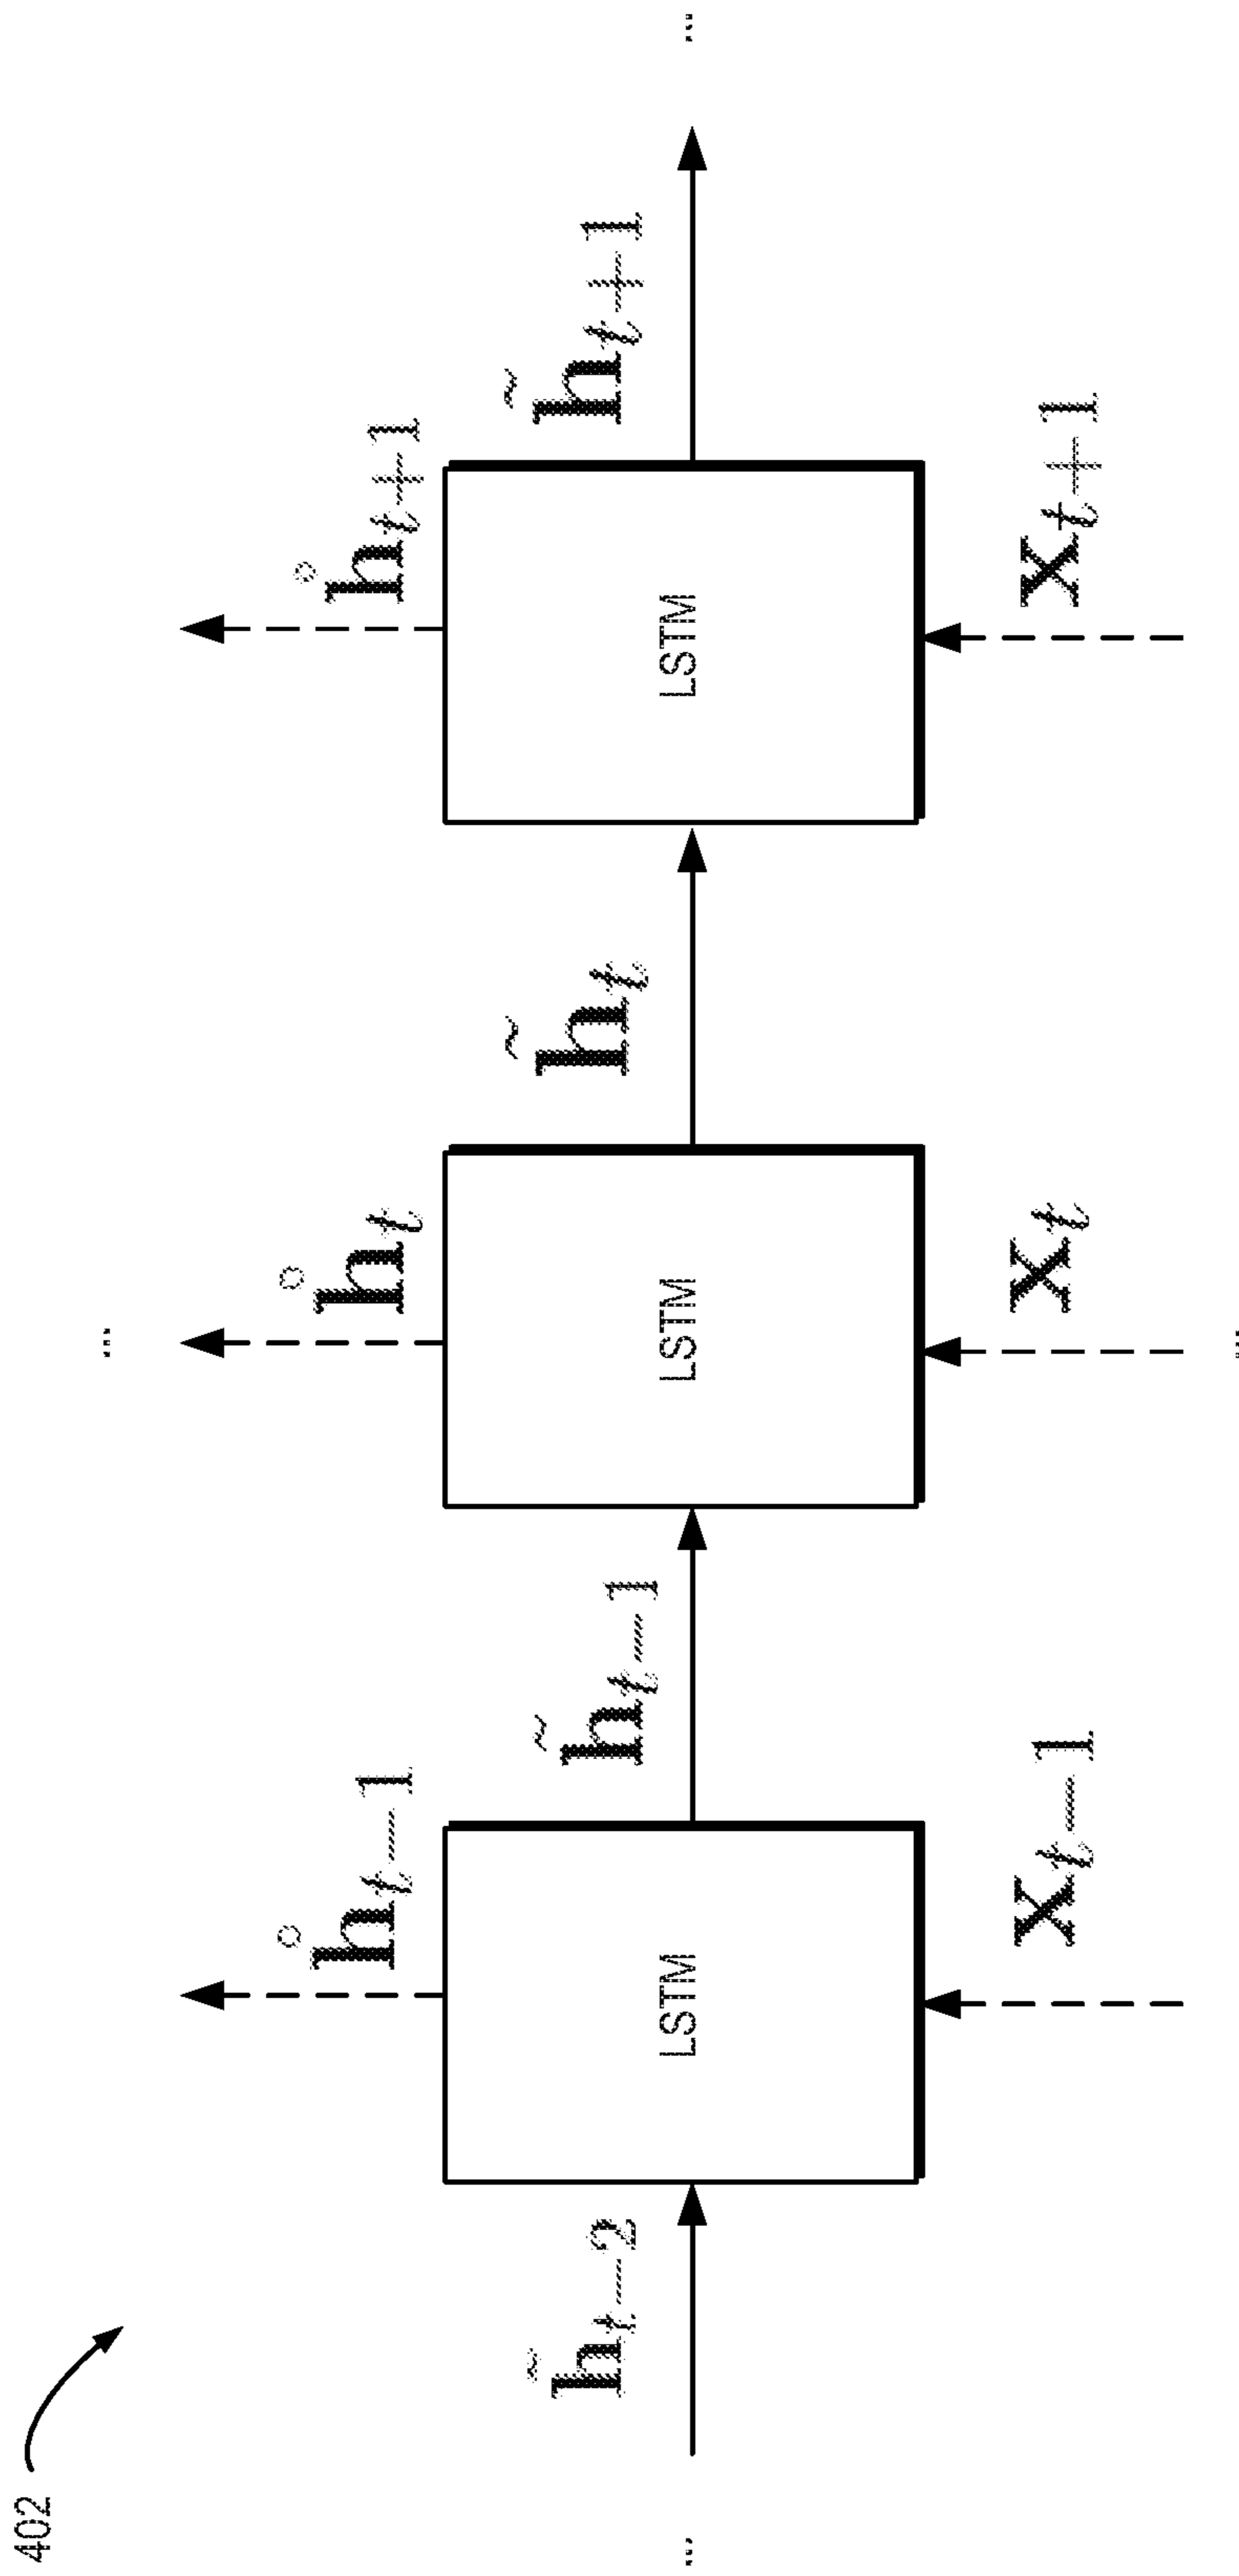 402
...
h̊ₜ₋₁ h̊ₜ h̊ₜ₊₁
... h̃ₜ₋₂ h̃ₜ₋₁ h̃ₜ h̃ₜ₊₁ ...
LSTM LSTM LSTM
xₜ₋₁ xₜ xₜ₊₁
...